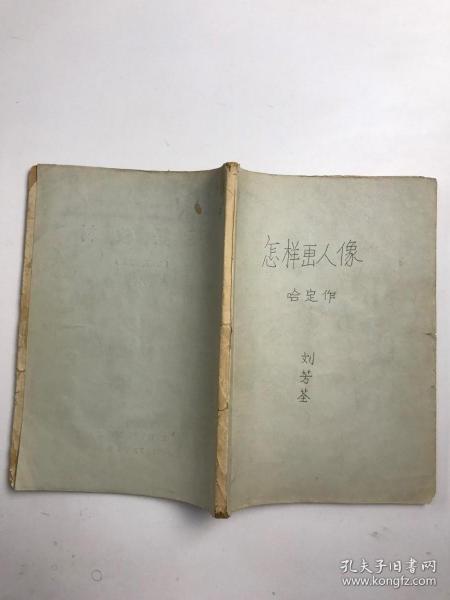 怎样画人像
哈定作
刘
芳
荃
孔夫子旧书网
www.kongfz.com